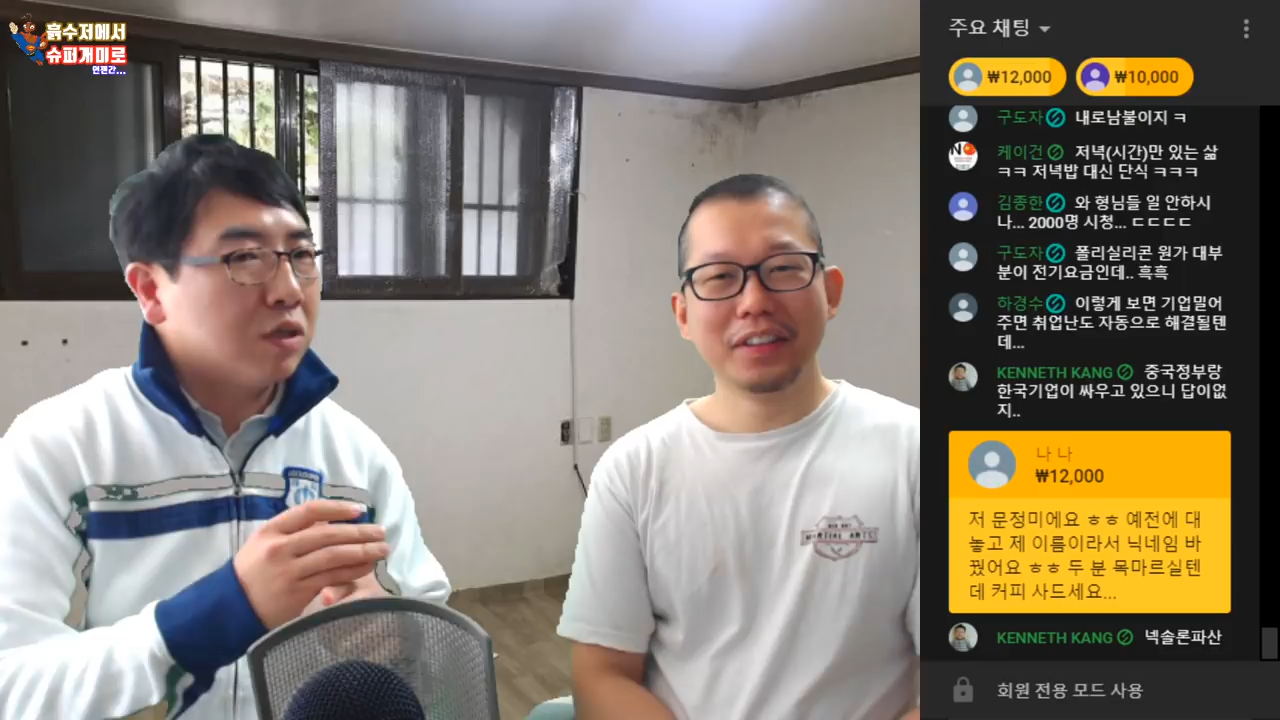 흙수저에서
슈퍼개미로
언젠간...
주요 채팅
₩12,000
₩10,000
구도자 내로남불이지 ㅋ
케이건 저녁(시간)만 있는 삶
ㅋㅋ 저녁밥 대신 단식 ㅋㅋㅋ
김종한 와 형님들 일 안하시
나... 2000명 시청... ㄷㄷㄷㄷ
구도자 폴리실리콘 원가 대부
분이 전기요금인데.. 흑흑
하경수 이렇게 보면 기업밀어
주면 취업난도 자동으로 해결될텐
데...
KENNETH KANG 중국정부랑
한국기업이 싸우고 있으니 답이없
지..
나 나
₩12,000
저 문정미에요 ㅎㅎ 예전에 대
놓고 제 이름이라서 닉네임 바
꿨어요 ㅎㅎ 두 분 목마르실텐
데 커피 사드세요...
KENNETH KANG 넥솔론파산
회원 전용 모드 사용
MARTIAL ARTS